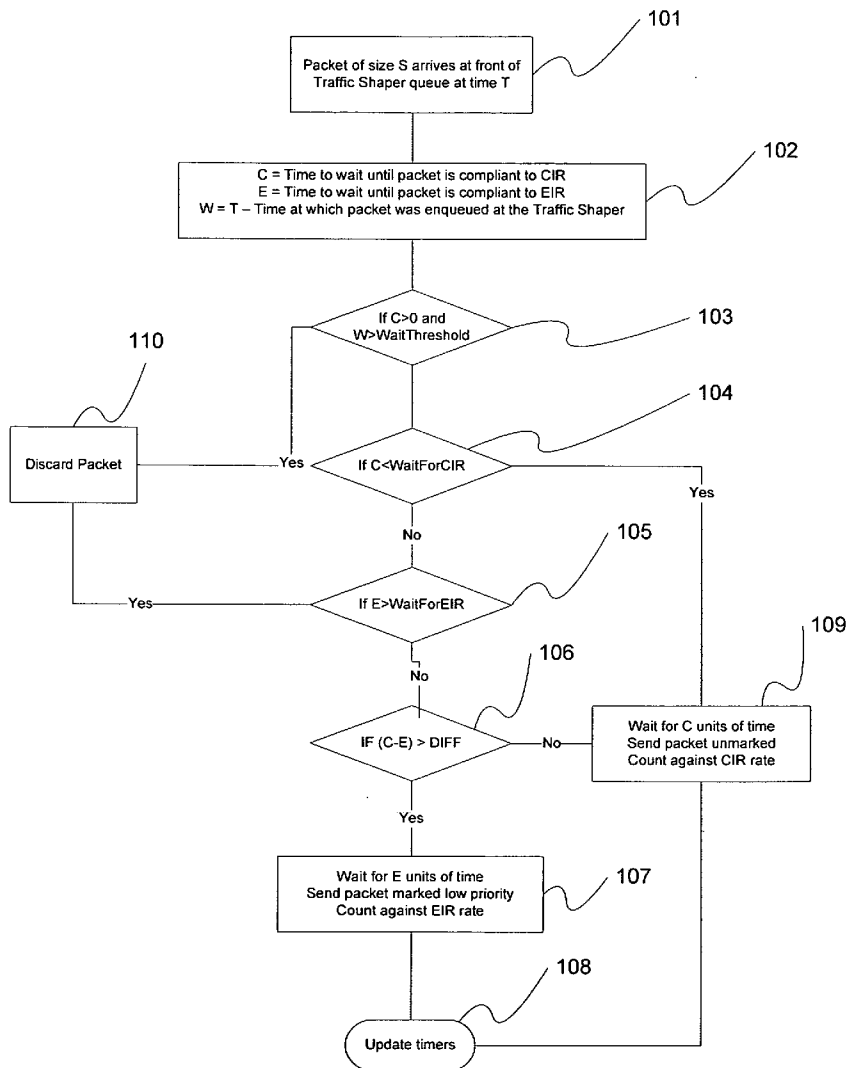 101
Packet of size S arrives at front of
Traffic Shaper queue at time T
102
C = Time to wait until packet is compliant to CIR
E = Time to wait until packet is compliant to EIR
W = T – Time at which packet was enqueued at the Traffic Shaper
103
If C>0 and
W>WaitThreshold
110
104
Discard Packet
Yes
If C<WaitForCIR
Yes
No
105
Yes
If E>WaitForEIR
No
106
109
IF (C-E) > DIFF
No
Wait for C units of time
Send packet unmarked
Count against CIR rate
Yes
Wait for E units of time
Send packet marked low priority
Count against EIR rate
107
108
Update timers